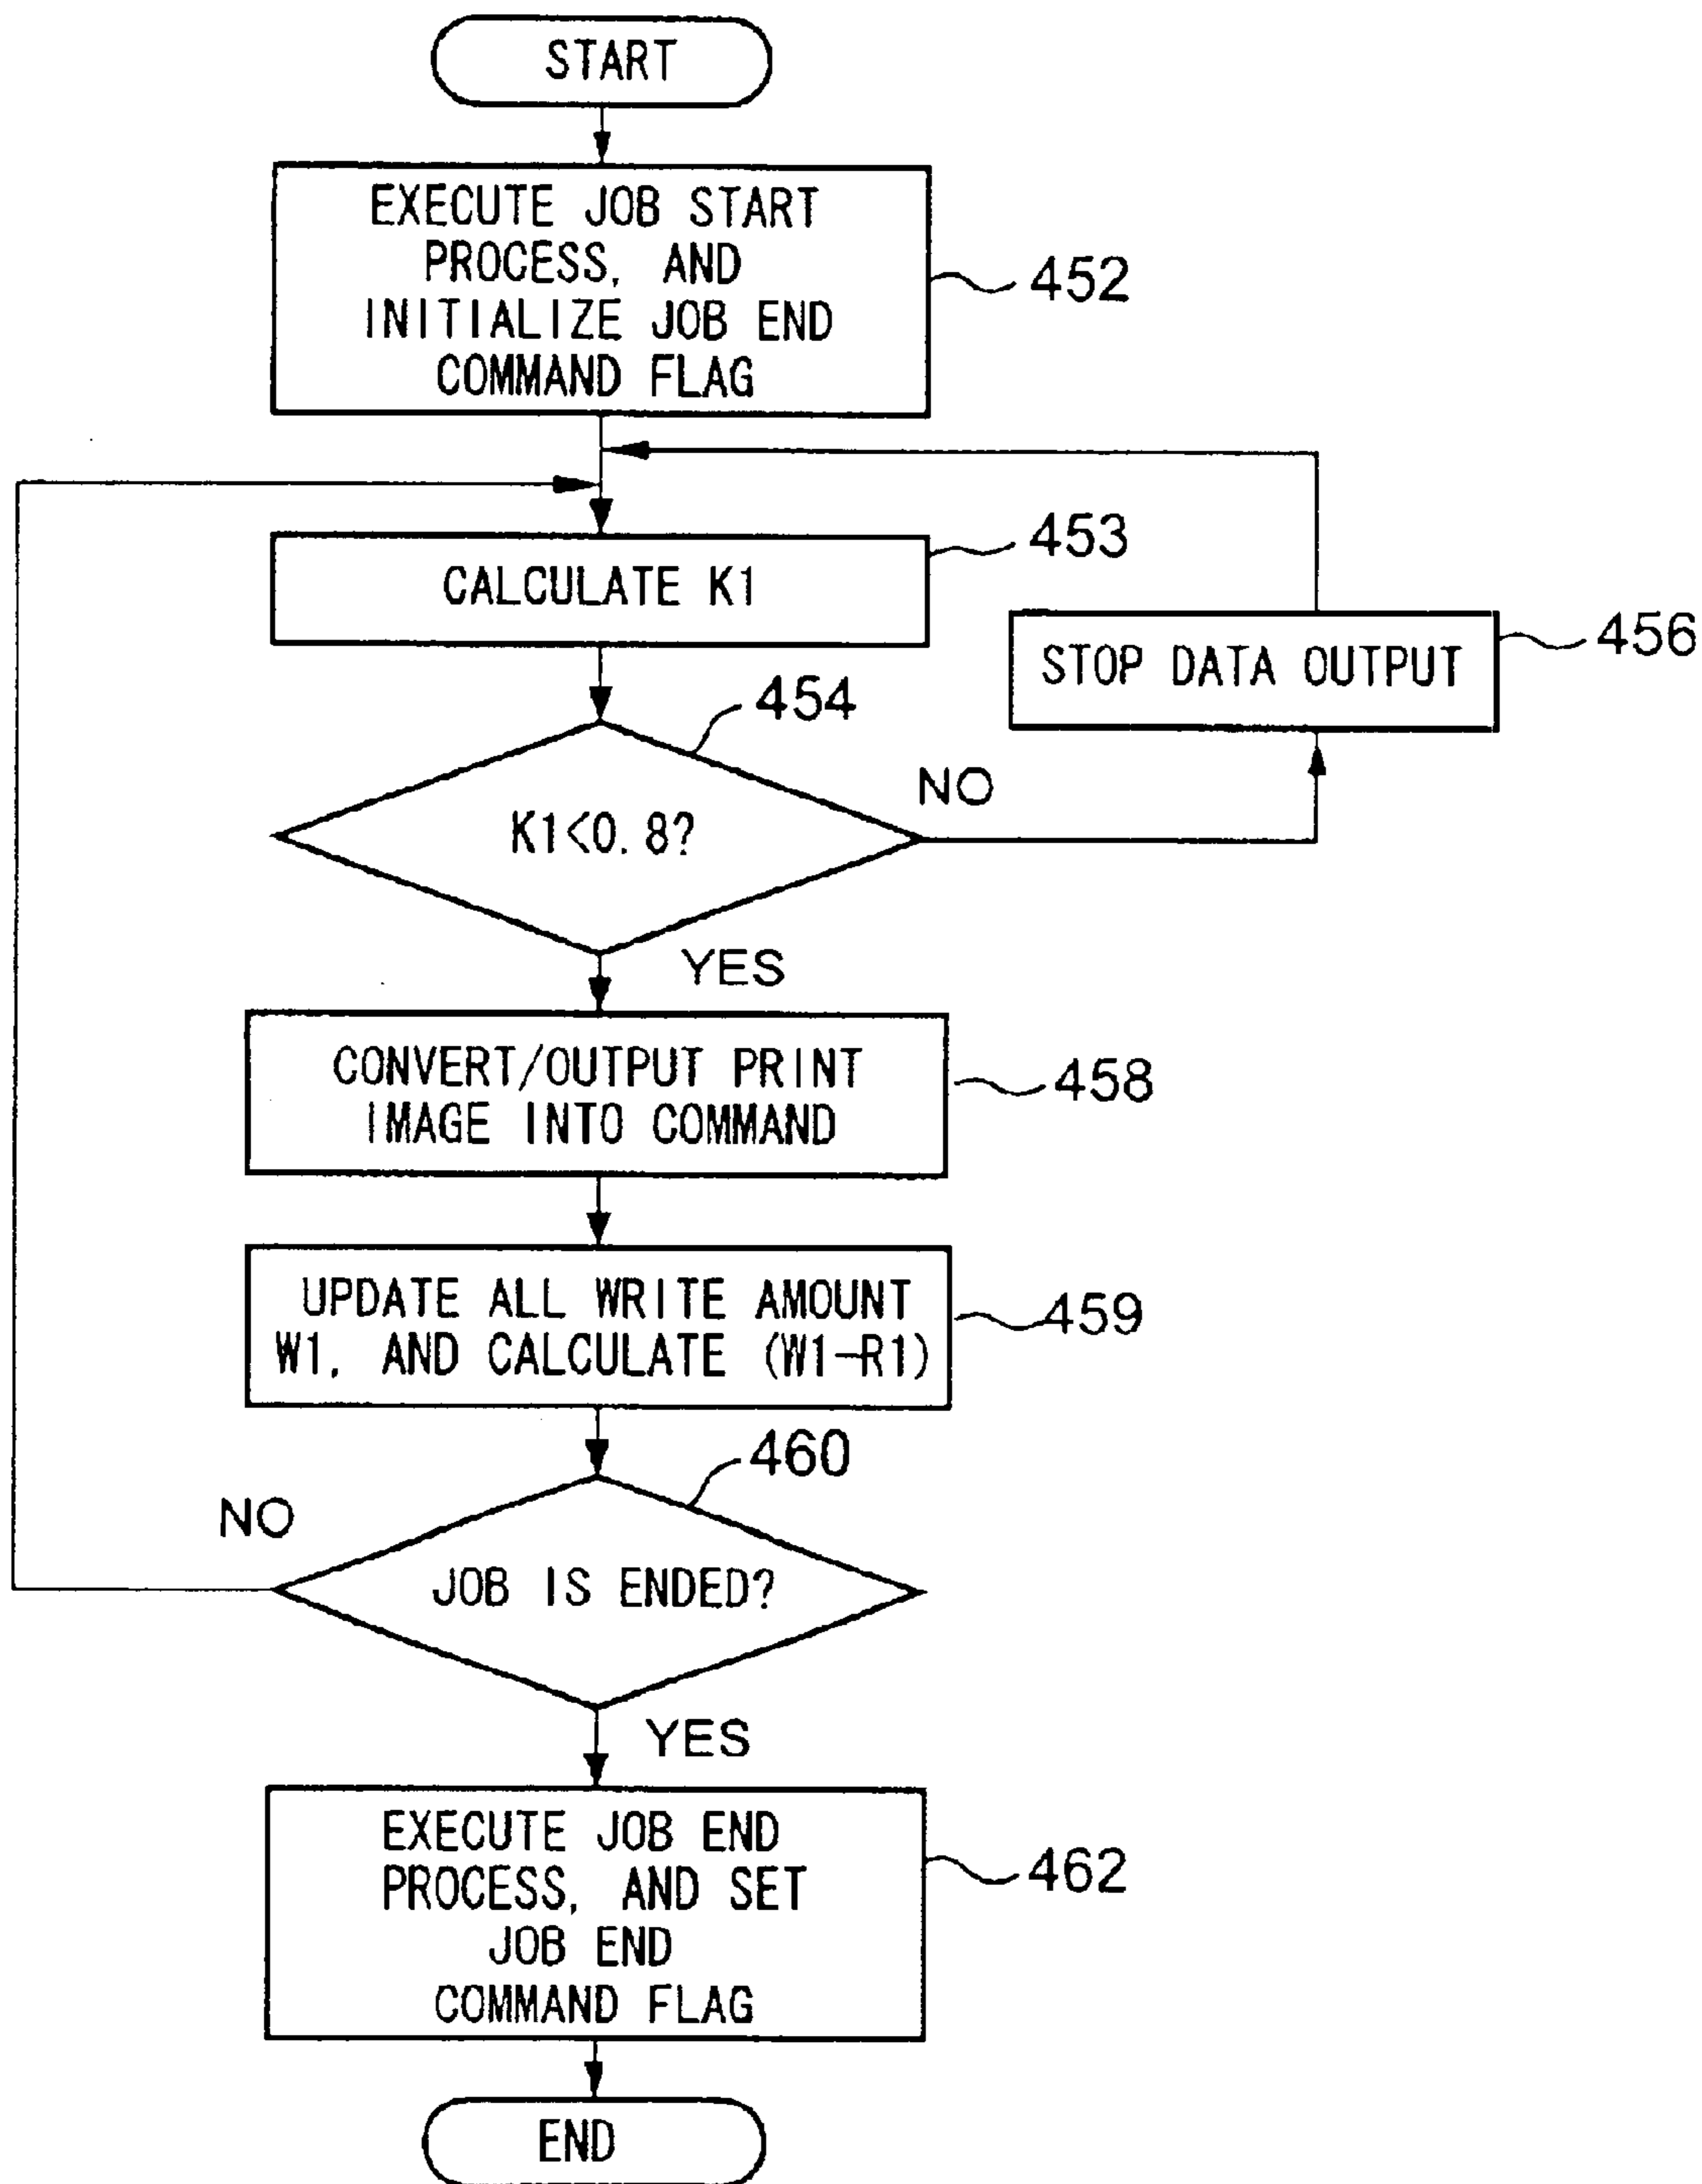 START
EXECUTE JOB START
PROCESS, AND
INITIALIZE JOB END
COMMAND FLAG
452
CALCULATE K1
453
STOP DATA OUTPUT
456
454
K1<0.8?
NO
YES
CONVERT/OUTPUT PRINT
IMAGE INTO COMMAND
458
UPDATE ALL WRITE AMOUNT
W1, AND CALCULATE (W1-R1)
459
460
JOB IS ENDED?
NO
YES
EXECUTE JOB END
PROCESS, AND SET
JOB END
COMMAND FLAG
462
END